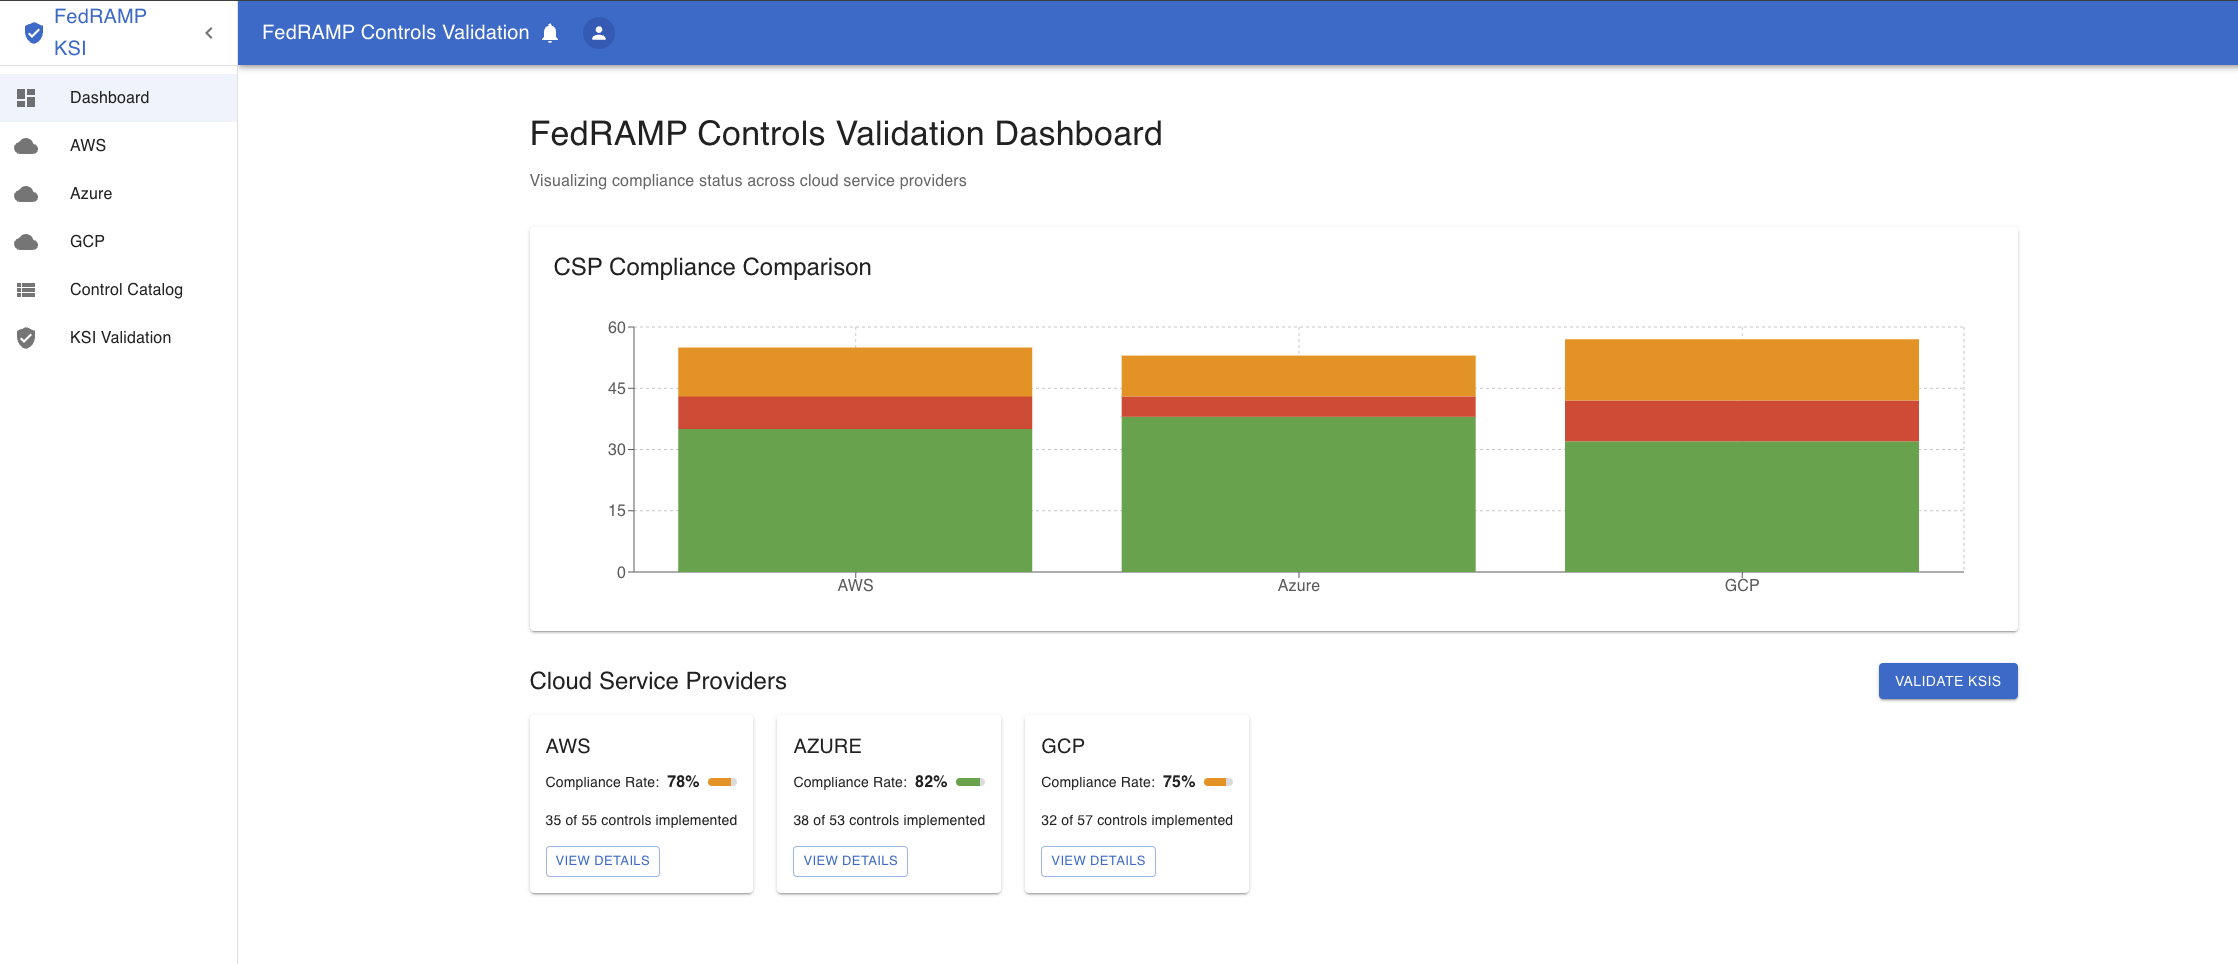 FedRAMP
KSI
FedRAMP Controls Validation
Dashboard
AWS
Azure
GCP
Control Catalog
KSI Validation
FedRAMP Controls Validation Dashboard
Visualizing compliance status across cloud service providers
CSP Compliance Comparison
60
45
30
15
0
AWS
Azure
GCP
Cloud Service Providers
VALIDATE KSIS
AWS
Compliance Rate: 78%
35 of 55 controls implemented
VIEW DETAILS
AZURE
Compliance Rate: 82%
38 of 53 controls implemented
VIEW DETAILS
GCP
Compliance Rate: 75%
32 of 57 controls implemented
VIEW DETAILS